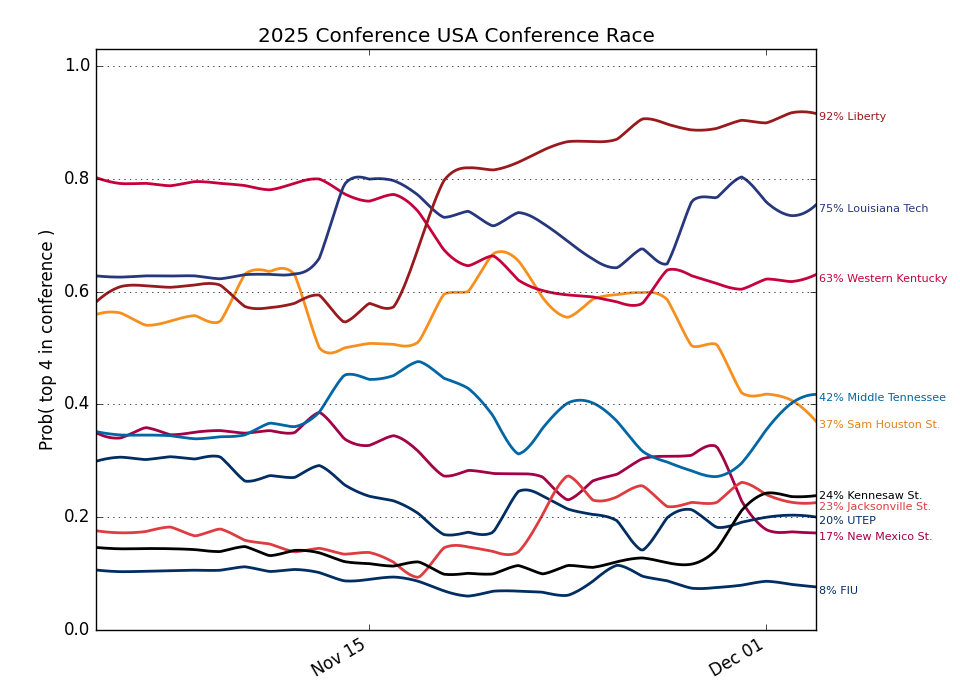 2025 Conference USA Conference Race
Prob( top 4 in conference )
1.0
0.8
0.6
0.4
0.2
0.0
Nov 15
Dec 01
92% Liberty
75% Louisiana Tech
63% Western Kentucky
42% Middle Tennessee
37% Sam Houston St.
24% Kennesaw St.
23% Jacksonville St.
20% UTEP
17% New Mexico St.
8% FIU